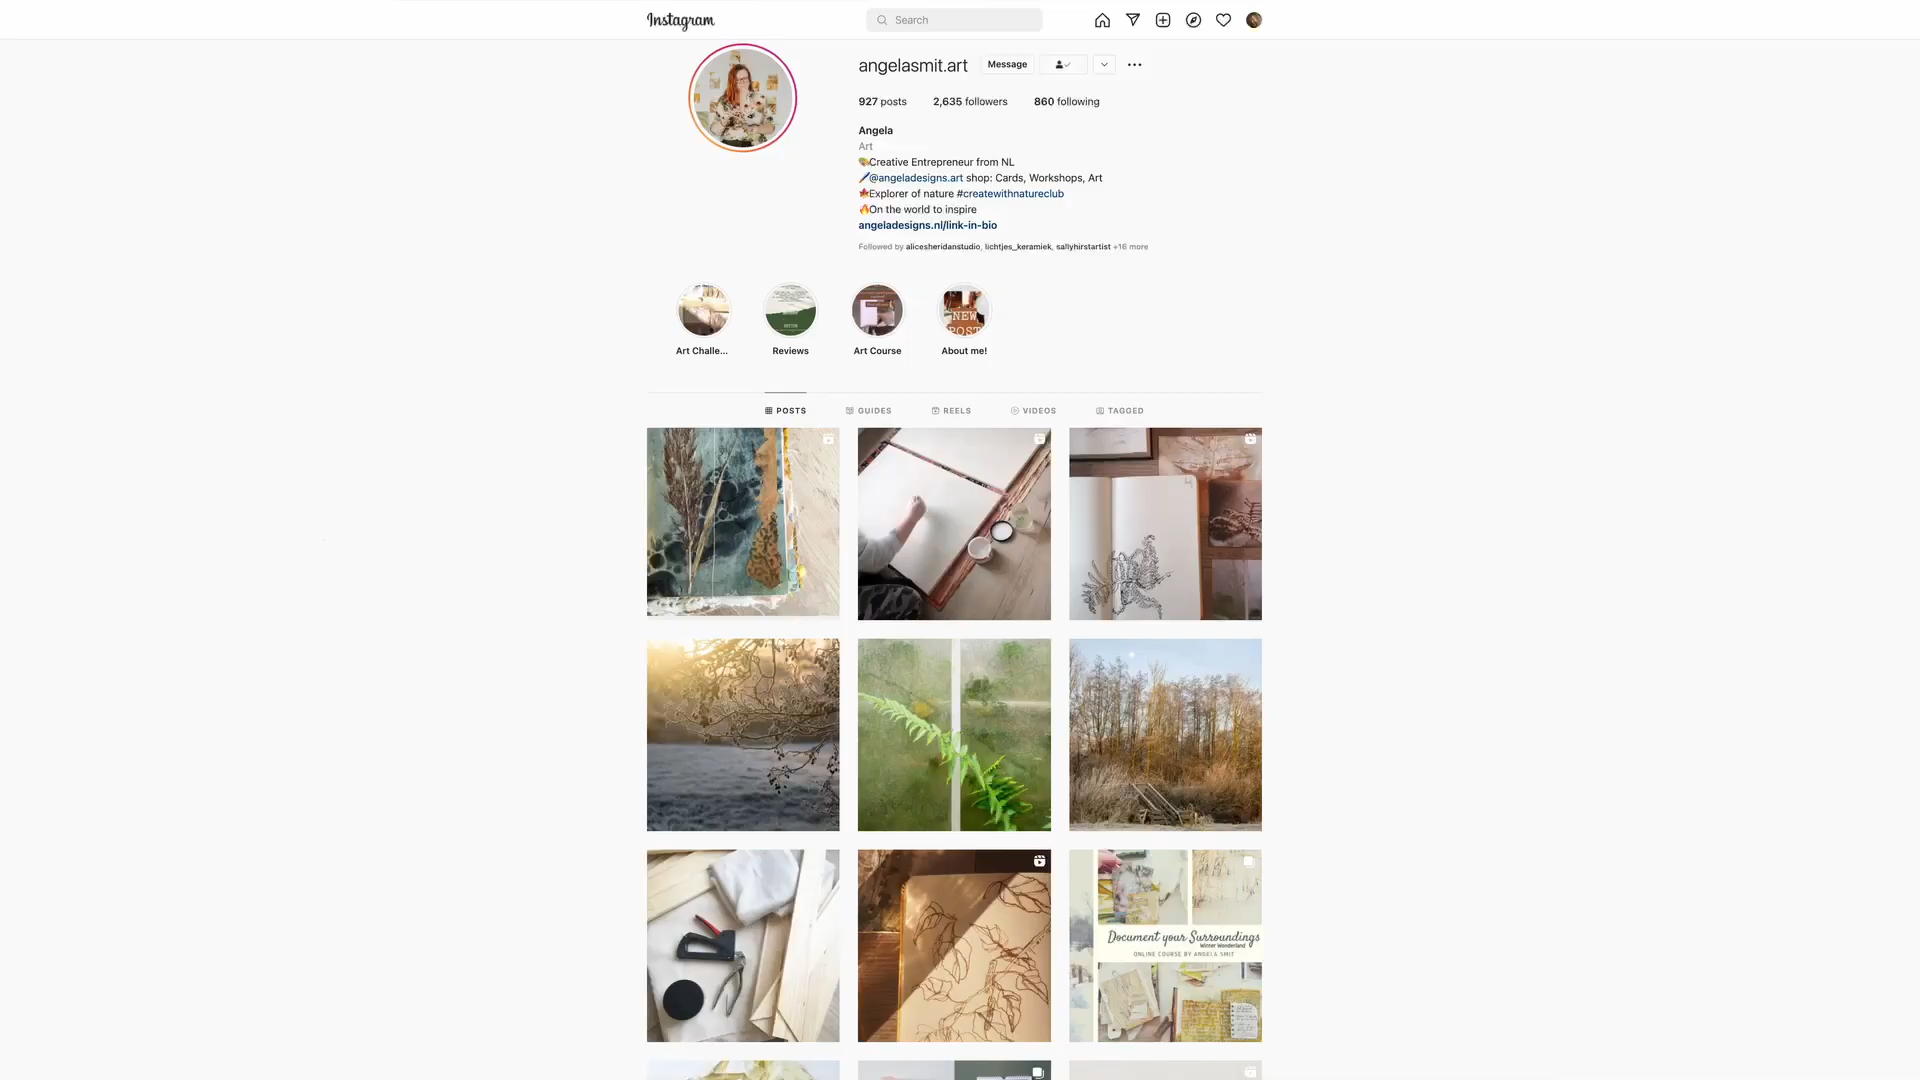 Instagram
Search
angelasmit.art
Message
927 posts
2,635 followers
860 following
Angela
Art
🎨Creative Entrepreneur from NL
🖌️@angeladesigns.art shop: Cards, Workshops, Art
🍁Explorer of nature #createwithnatureclub
🔥On the world to inspire
angeladesigns.nl/link-in-bio
Followed by alicesheridanstudio, lichtjes_keramiek, sallyhirstartist +16 more
NEW
POST
Art Challe...
Reviews
Art Course
About me!
POSTS
GUIDES
REELS
VIDEOS
TAGGED
Document your Surroundings
Winter Wonderland
ONLINE COURSE BY ANGELA SMIT